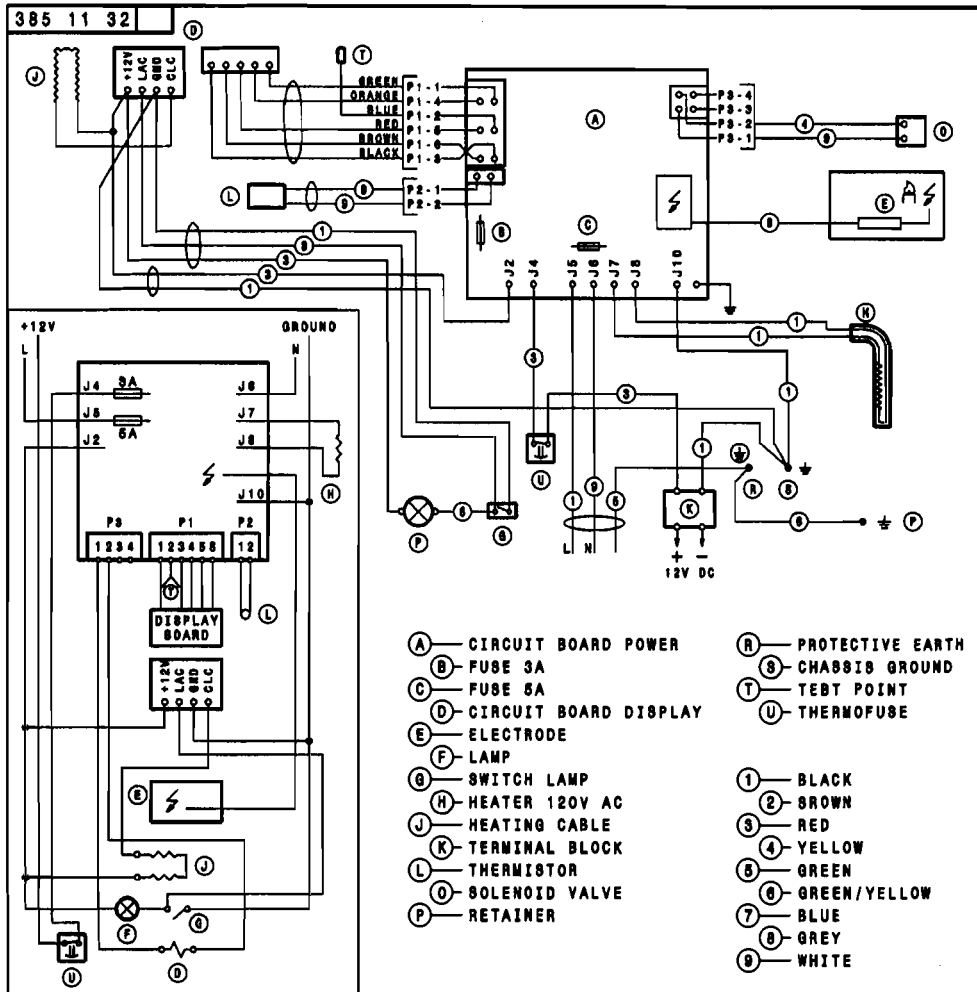 385 11 32
D
J
+12V
LAC
GND
CLC
T
GREEN P1-1
ORANGE P1-4
BLUE P1-2
RED P1-5
BROWN P1-6
BLACK P1-3
A
P3-4
P3-3
P3-2 4
P3-1 9
O
L
8 P2-1
9 P2-2
B
C
8
E
1
8
3
3
1
J2
J4
J5
J6
J7
J8
J10
1
1
H
3
3
1
1
U
1
9
5
L N
K
+ -
12V DC
R
S
6
P
F
6
G
+12V
GROUND
L
N
J4 3A
J5 5A
J2
J6
J7
J8
H
J10
P3
P1
P2
1234
123456
12
T
L
DISPLAY
BOARD
+12V
LAC
GND
CLC
E
J
F
G
U
D
A CIRCUIT BOARD POWER
B FUSE 3A
C FUSE 5A
D CIRCUIT BOARD DISPLAY
E ELECTRODE
F LAMP
G SWITCH LAMP
H HEATER 120V AC
J HEATING CABLE
K TERMINAL BLOCK
L THERMISTOR
O SOLENOID VALVE
P RETAINER
R PROTECTIVE EARTH
S CHASSIS GROUND
T TEBT POINT
U THERMOFUSE
1 BLACK
2 BROWN
3 RED
4 YELLOW
5 GREEN
6 GREEN/YELLOW
7 BLUE
8 GREY
9 WHITE